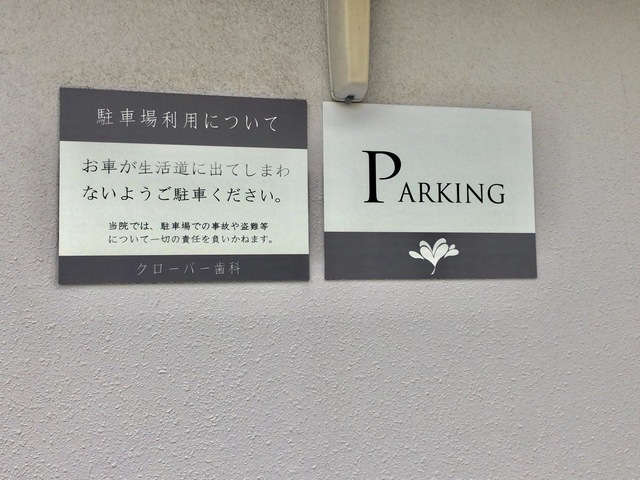 駐車場利用について
お車が生活道に出てしまわ
ないようご駐車ください。
当院では、駐車場での事故や盗難等
について一切の責任を負いかねます。
クローバー歯科
PARKING